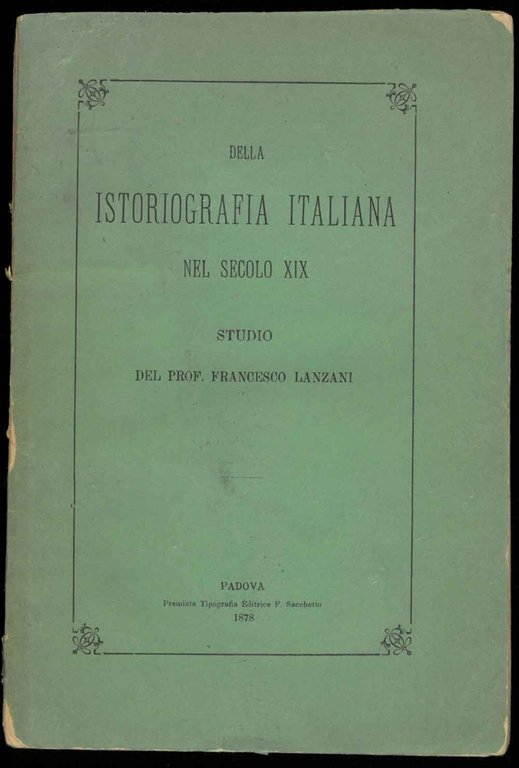 DELLA
ISTORIOGRAFIA ITALIANA
NEL SECOLO XIX
STUDIO
DEL PROF. FRANCESCO LANZANI
PADOVA
Premiata Tipografia Editrice F. Sacchetto
1878